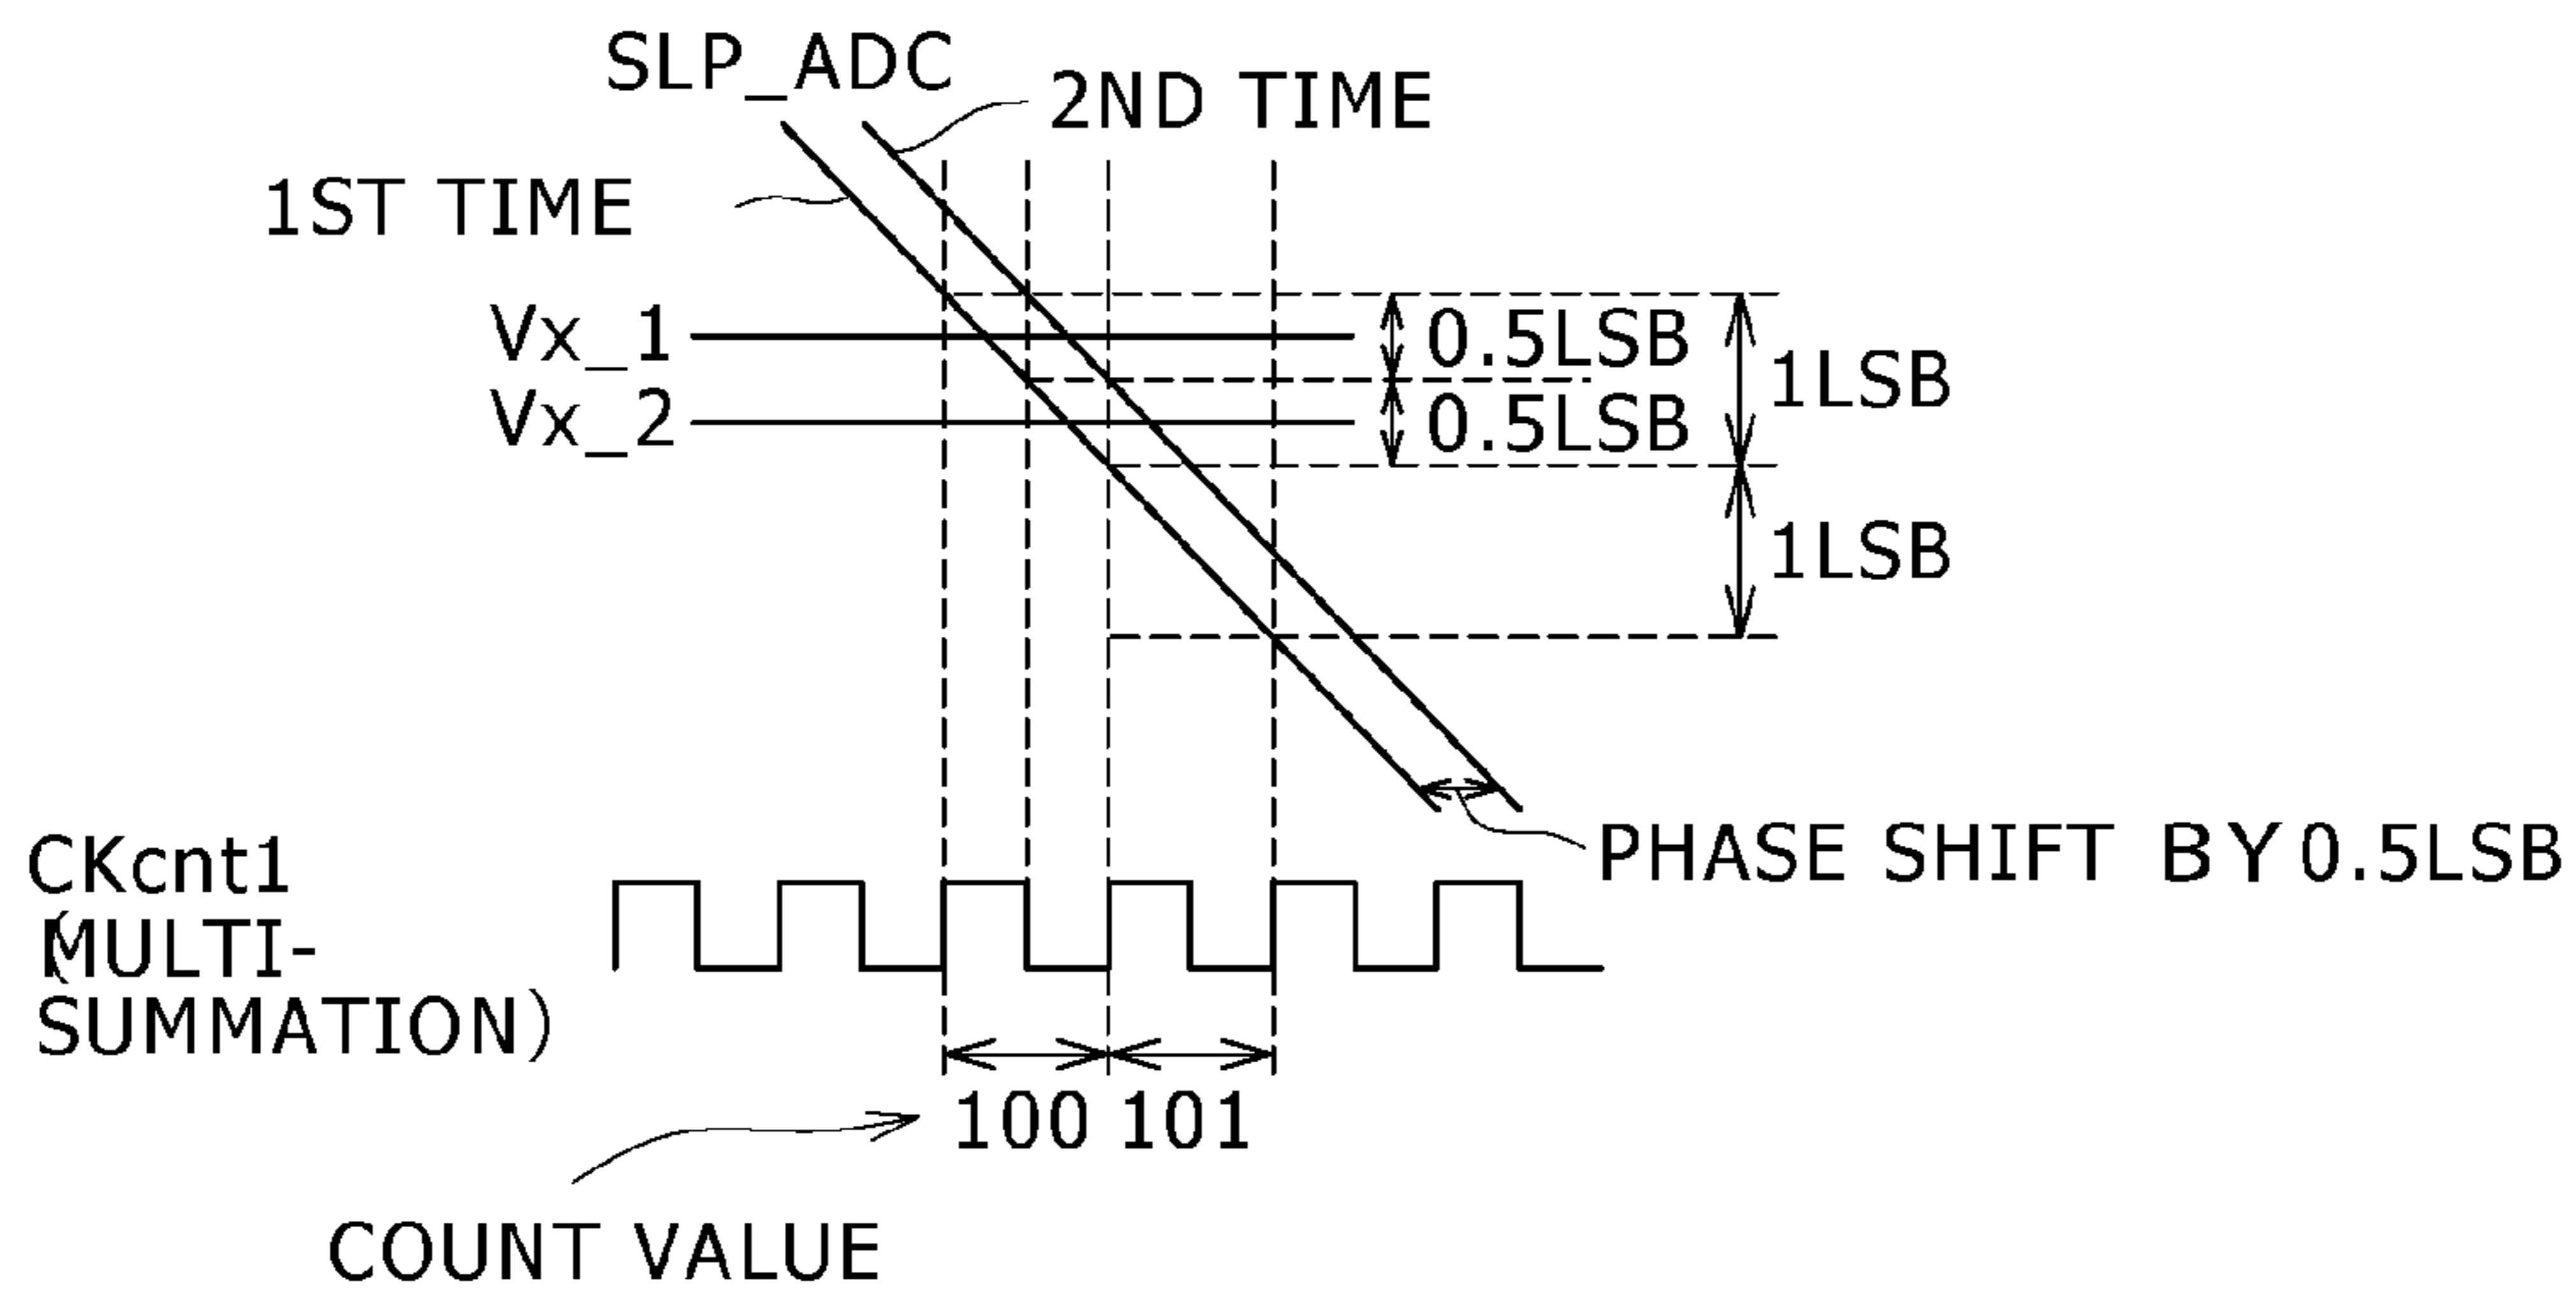 SLP_ADC
2ND TIME
1ST TIME
Vx_1
0.5LSB
1LSB
Vx_2
0.5LSB
1LSB
PHASE SHIFT BY 0.5LSB
CKcnt1
(MULTI-
SUMMATION)
100 101
COUNT VALUE